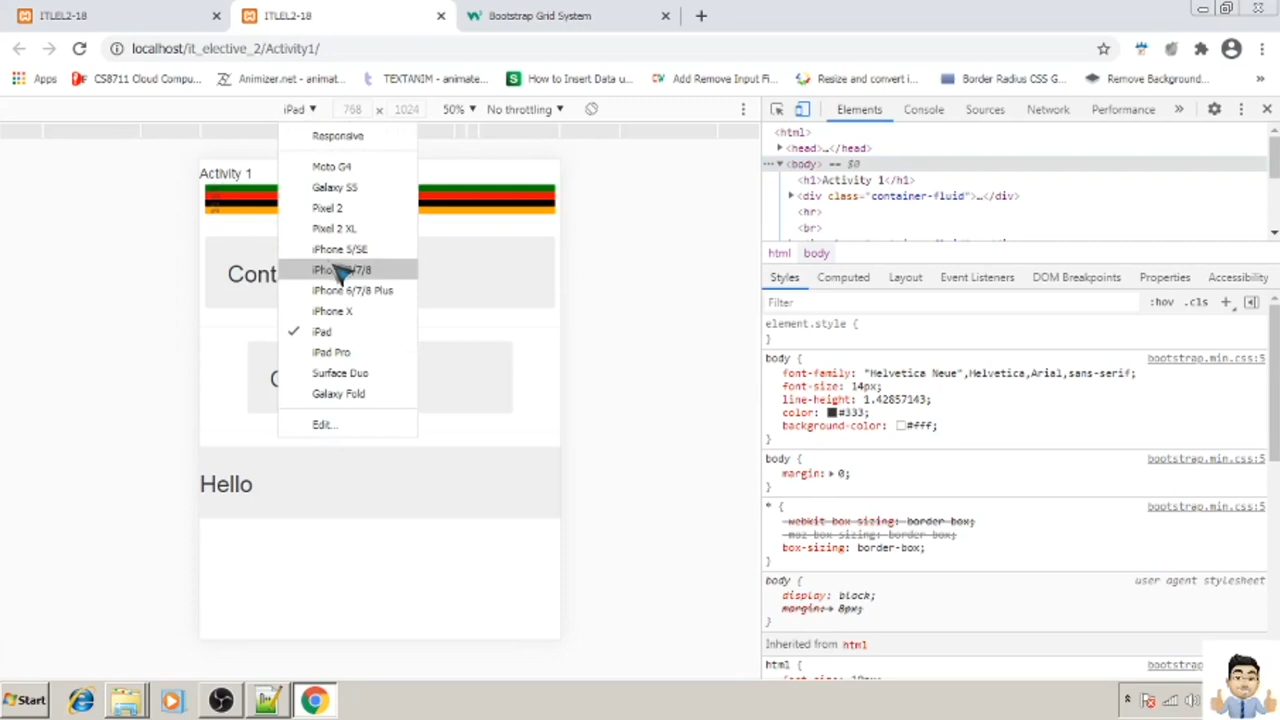 ITLEL2-18
ITLEL2-18
Bootstrap Grid System
localhost/it_elective_2/Activity1/
Apps
CS8711 Cloud Compu...
Animizer.net - animat...
TEXTANIM - animate...
How to Insert Data u...
Add Remove Input Fi...
Resize and convert i...
Border Radius CSS G...
Remove Background...
iPad
768 x 1024
50%
No throttling
Responsive
Moto G4
Galaxy S5
Pixel 2
Pixel 2 XL
iPhone 5/SE
iPho 7/8
iPhone 6/7/8 Plus
iPhone X
iPad
iPad Pro
Surface Duo
Galaxy Fold
Edit...
Activity 1
Cont
Hello
Elements
Console
Sources
Network
Performance
<html>
<head>…</head>
<body> == $0
<h1>Activity 1</h1>
<div class="container-fluid">…</div>
<hr>
<br>
html body
Styles
Computed
Layout
Event Listeners
DOM Breakpoints
Properties
Accessibility
Filter
:hov .cls +
element.style {
}
body { bootstrap.min.css:5
font-family: "Helvetica Neue",Helvetica,Arial,sans-serif;
font-size: 14px;
line-height: 1.42857143;
color: #333;
background-color: #fff;
}
body { bootstrap.min.css:5
margin: 0;
}
* { bootstrap.min.css:5
-webkit-box-sizing: border-box;
-moz-box-sizing: border-box;
box-sizing: border-box;
}
body { user agent stylesheet
display: block;
margin: 8px;
}
Inherited from html
html { bootstrap
Start